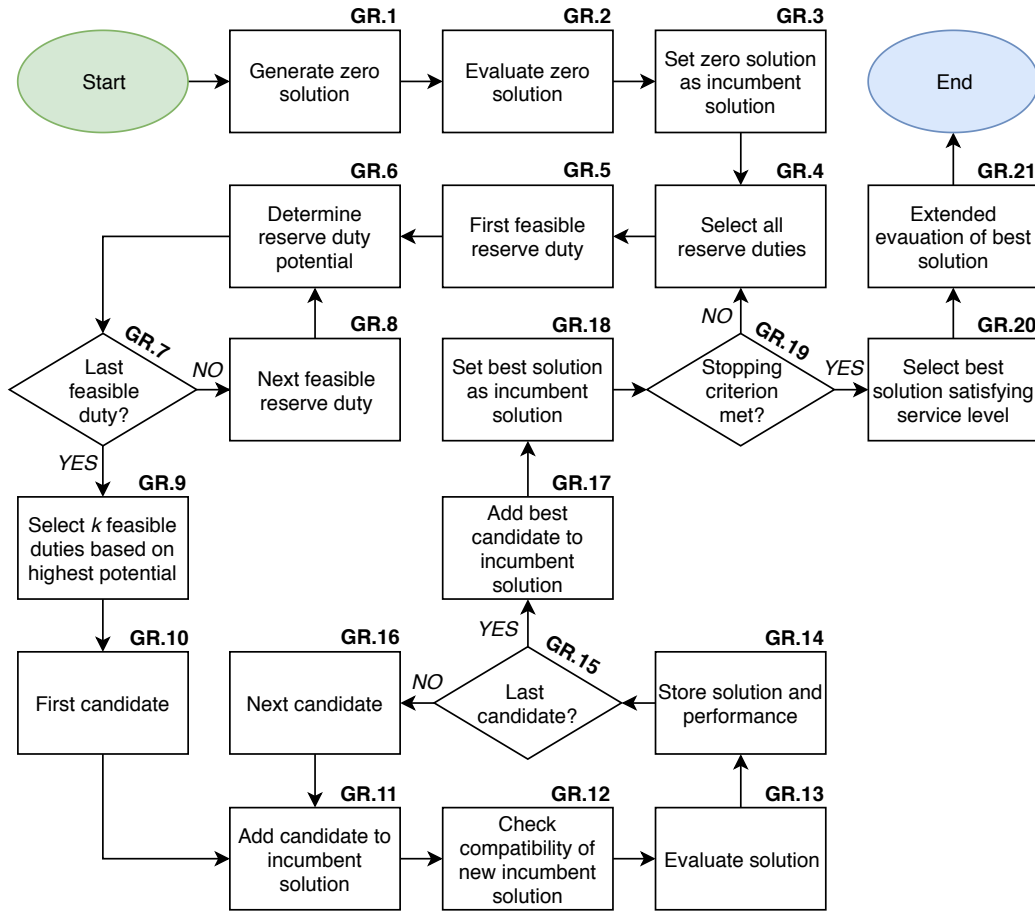 Start
GR.1
Generate zero
solution
GR.2
Evaluate zero
solution
GR.3
Set zero solution
as incumbent
solution
End
GR.6
Determine
reserve duty
potential
GR.5
First feasible
reserve duty
GR.4
Select all
reserve duties
GR.21
Extended
evauation of best
solution
GR.7
Last
feasible
duty?
NO
YES
GR.8
Next feasible
reserve duty
GR.18
Set best solution
as incumbent
solution
NO
GR.19
Stopping
criterion
met?
YES
GR.20
Select best
solution satisfying
service level
GR.9
Select k feasible
duties based on
highest potential
GR.17
Add best
candidate to
incumbent
solution
GR.10
First candidate
GR.16
Next candidate
NO
YES
GR.15
Last
candidate?
GR.14
Store solution and
performance
GR.11
Add candidate to
incumbent
solution
GR.12
Check
compatibility of
new incumbent
solution
GR.13
Evaluate solution